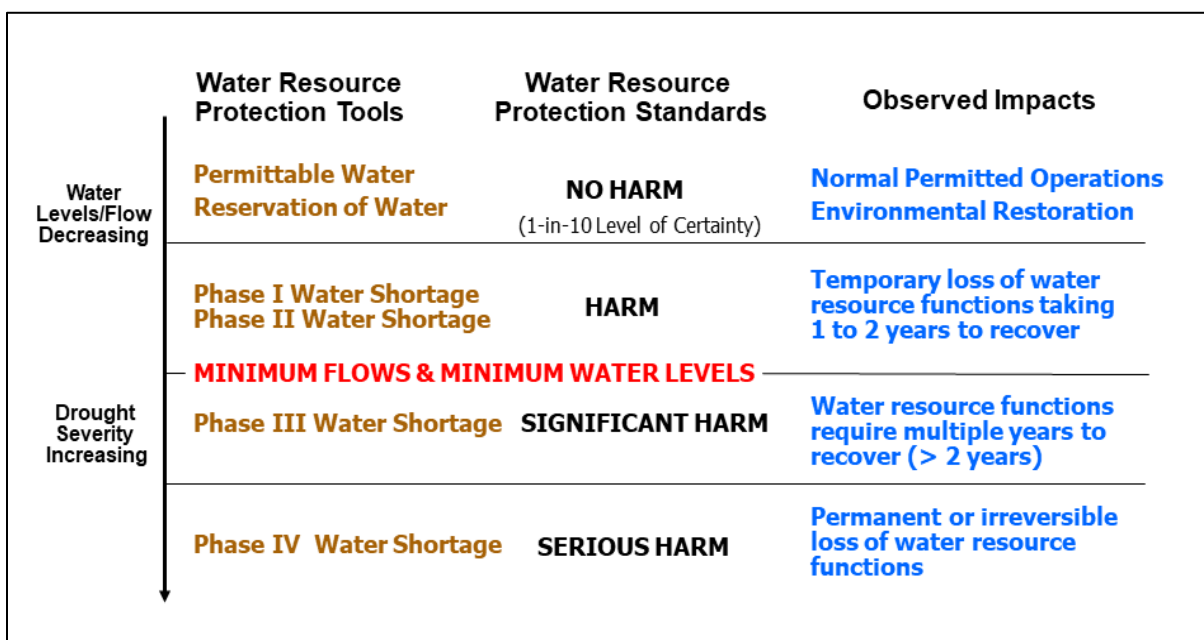 Water Resource
Protection Tools
Water Resource
Protection Standards
Observed Impacts
Water
Levels/Flow
Decreasing
Permittable Water
Reservation of Water
NO HARM
(1-in-10 Level of Certainty)
Normal Permitted Operations
Environmental Restoration
Phase I Water Shortage
Phase II Water Shortage
HARM
Temporary loss of water
resource functions taking
1 to 2 years to recover
MINIMUM FLOWS & MINIMUM WATER LEVELS
Drought
Severity
Increasing
Phase III Water Shortage
SIGNIFICANT HARM
Water resource functions
require multiple years to
recover (> 2 years)
Phase IV Water Shortage
SERIOUS HARM
Permanent or irreversible
loss of water resource
functions